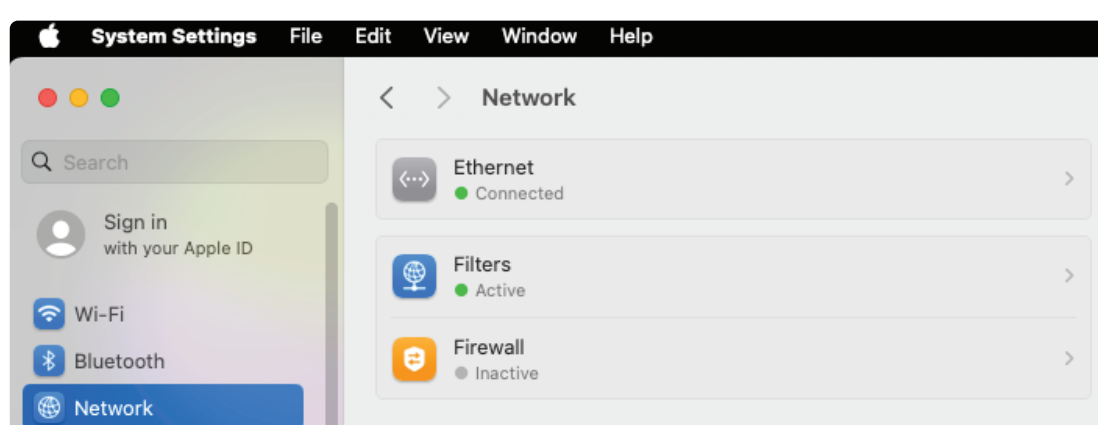 System Settings File Edit View Window Help
Network
Search
Sign in
with your Apple ID
Wi-Fi
Bluetooth
Network
Ethernet
Connected
Filters
Active
Firewall
Inactive